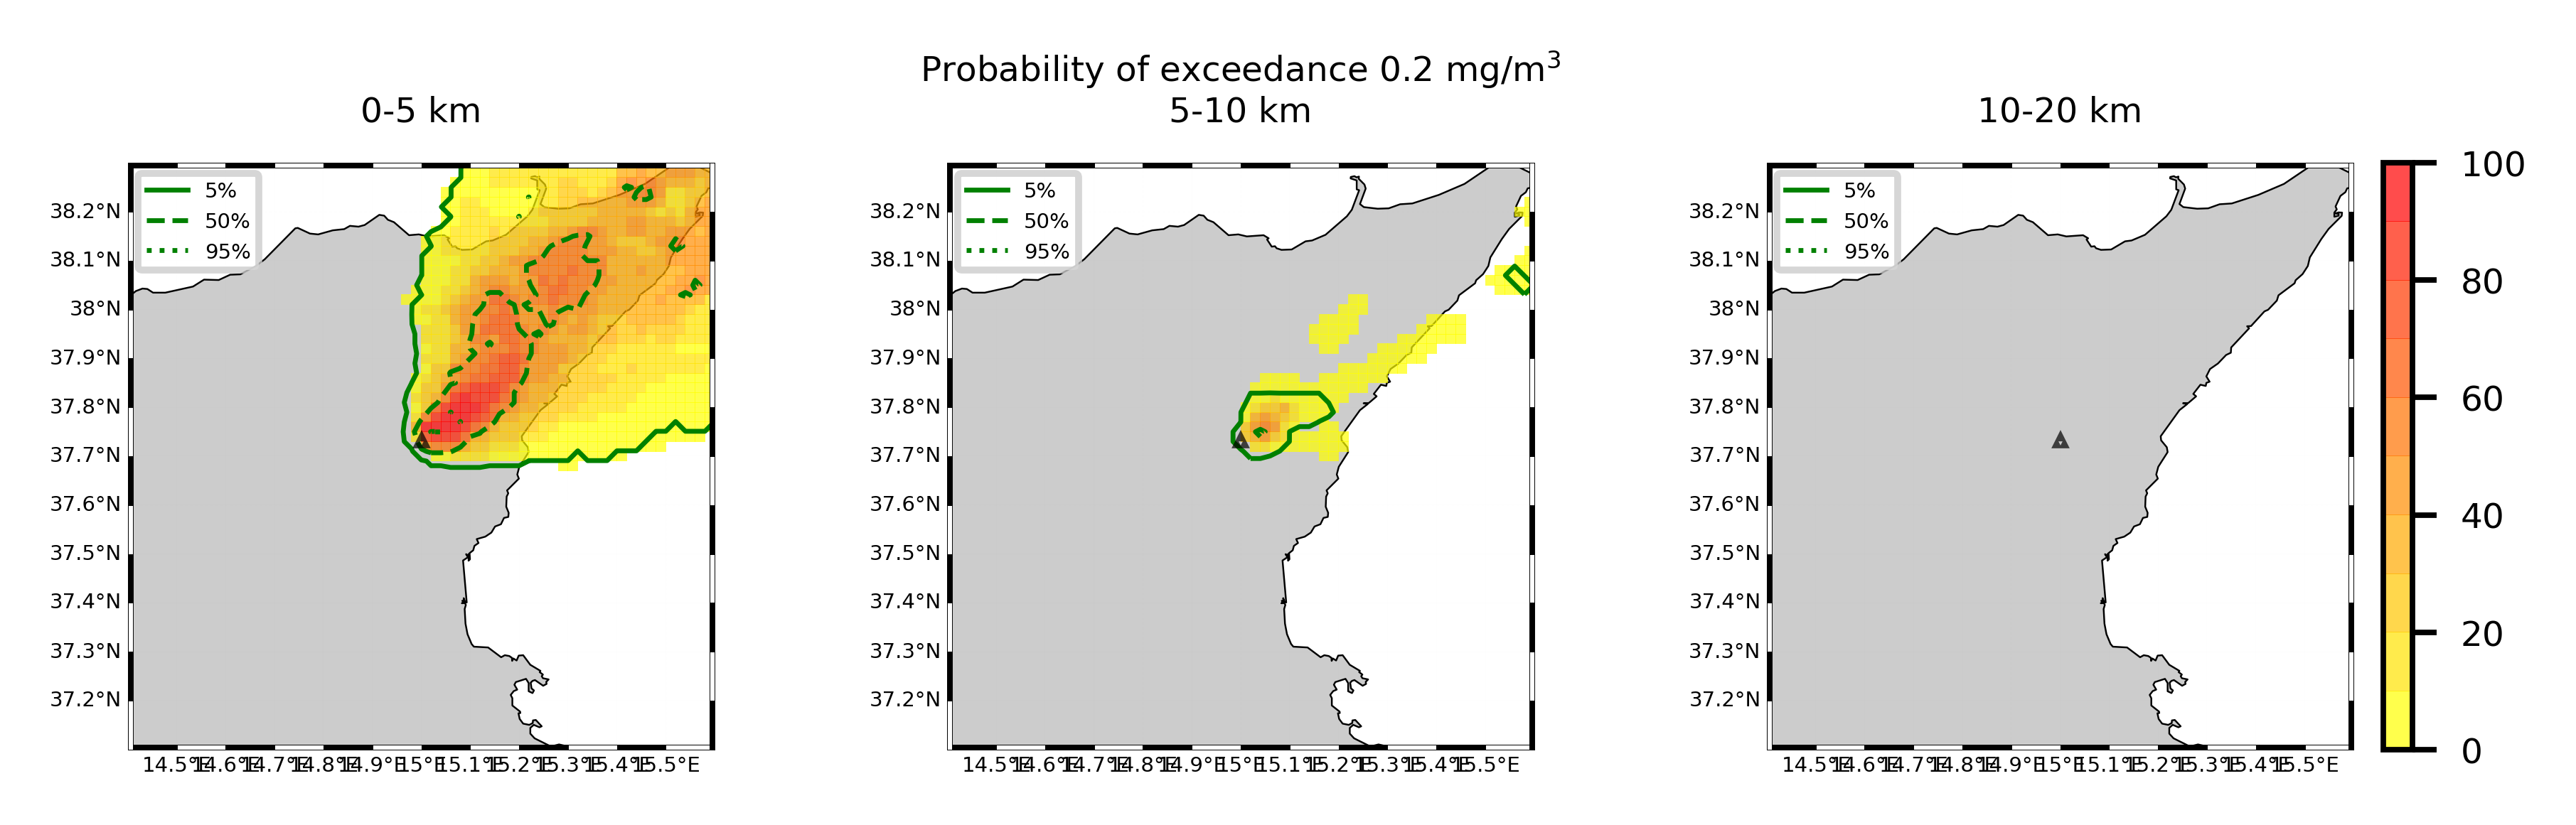 Probability of exceedance 0.2 mg/m³
0-5 km
5-10 km
10-20 km
5%
50%
95%
38.2°N
38.1°N
38°N
37.9°N
37.8°N
37.7°N
37.6°N
37.5°N
37.4°N
37.3°N
37.2°N
14.5°E 14.6°E 14.7°E 14.8°E 14.9°E 15°E 15.1°E 15.2°E 15.3°E 15.4°E 15.5°E
5%
50%
95%
38.2°N
38.1°N
38°N
37.9°N
37.8°N
37.7°N
37.6°N
37.5°N
37.4°N
37.3°N
37.2°N
14.5°E 14.6°E 14.7°E 14.8°E 14.9°E 15°E 15.1°E 15.2°E 15.3°E 15.4°E 15.5°E
5%
50%
95%
38.2°N
38.1°N
38°N
37.9°N
37.8°N
37.7°N
37.6°N
37.5°N
37.4°N
37.3°N
37.2°N
14.5°E 14.6°E 14.7°E 14.8°E 14.9°E 15°E 15.1°E 15.2°E 15.3°E 15.4°E 15.5°E
100
80
60
40
20
0